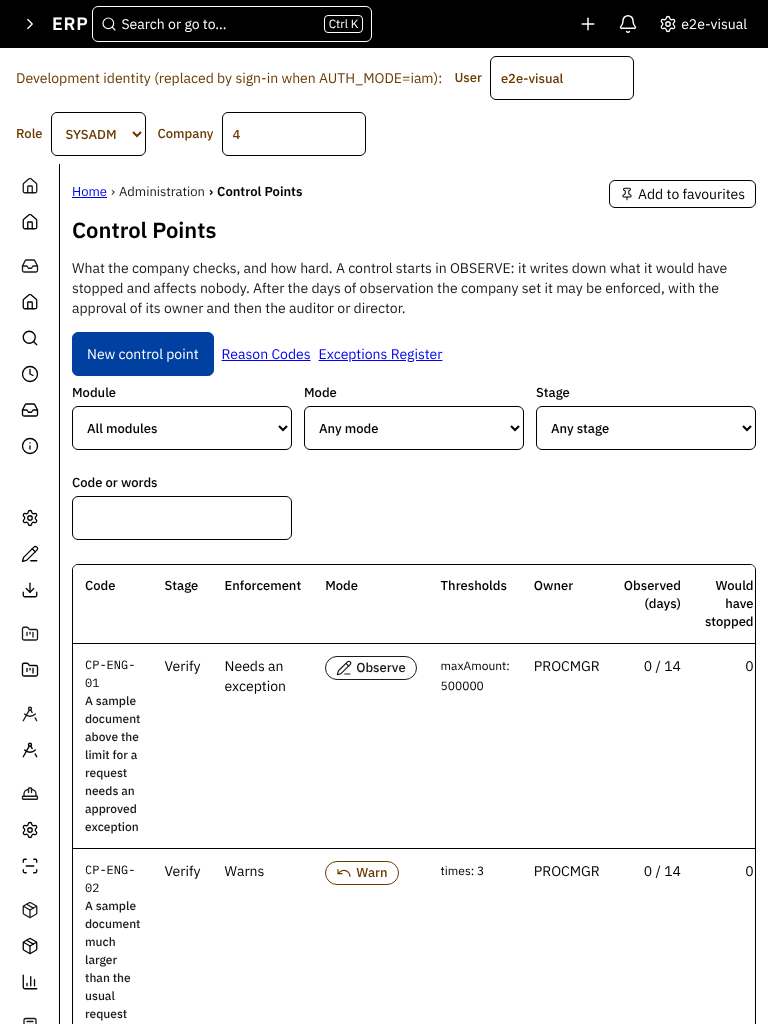 ERP
Search or go to...
Ctrl K
e2e-visual
Development identity (replaced by sign-in when AUTH_MODE=iam):
User
e2e-visual
Role
SYSADM
Company
4
Home › Administration › Control Points
Add to favourites
Control Points
What the company checks, and how hard. A control starts in OBSERVE: it writes down what it would have
stopped and affects nobody. After the days of observation the company set it may be enforced, with the
approval of its owner and then the auditor or director.
New control point
Reason Codes
Exceptions Register
Module
Mode
Stage
All modules
Any mode
Any stage
Code or words
Code
Stage
Enforcement
Mode
Thresholds
Owner
Observed
(days)
Would
have
stopped
CP-ENG-
01
A sample
document
above the
limit for a
request
needs an
approved
exception
Verify
Needs an
exception
Observe
maxAmount:
500000
PROCMGR
0 / 14
0
CP-ENG-
02
A sample
document
much
larger
than the
usual
request
Verify
Warns
Warn
times: 3
PROCMGR
0 / 14
0